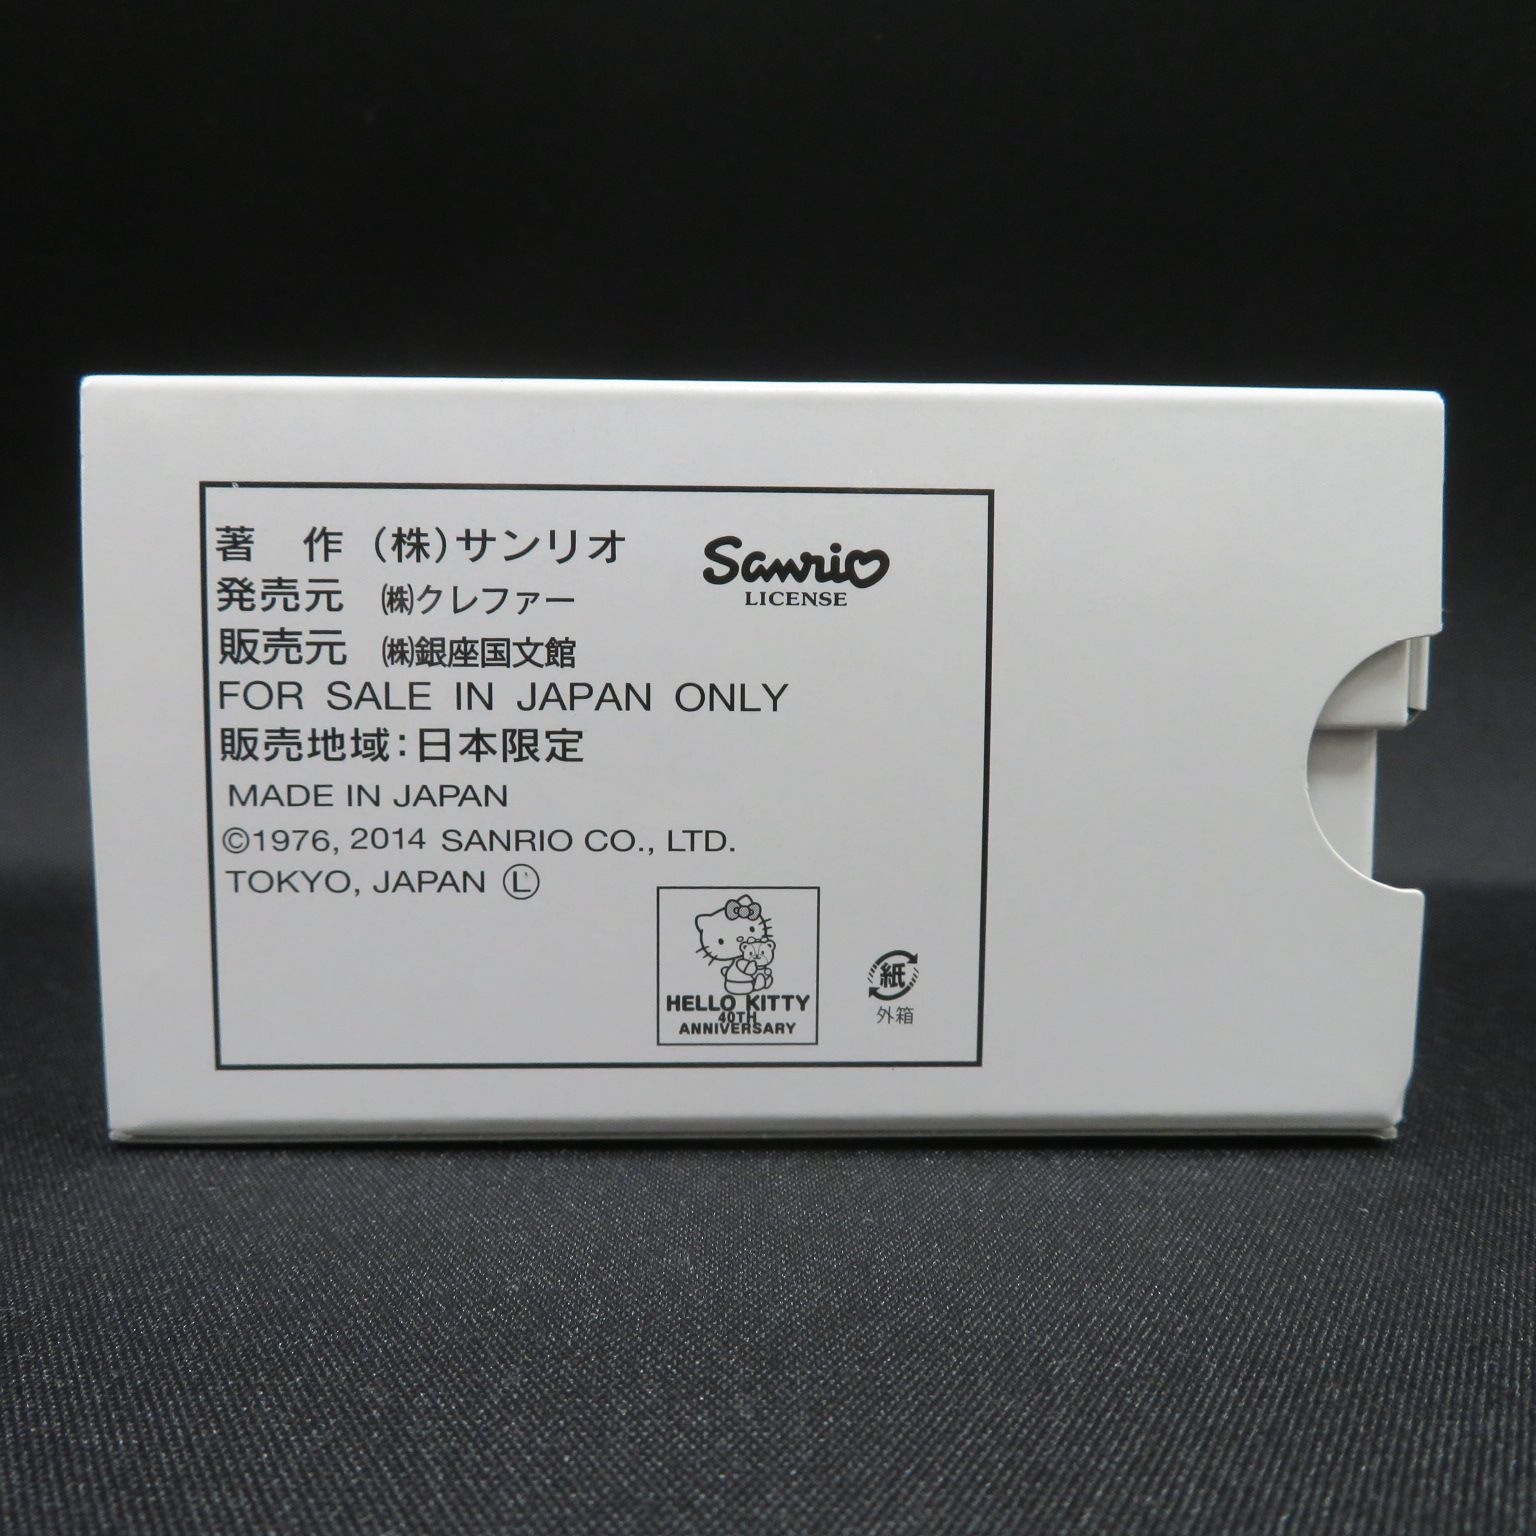 著　作　（株）サンリオ
発売元　㈱クレファー
販売元　㈱銀座国文館
FOR SALE IN JAPAN ONLY
販売地域：日本限定
MADE IN JAPAN
©1976, 2014 SANRIO CO., LTD.
TOKYO, JAPAN Ⓛ
Sanrio
LICENSE
HELLO KITTY
40TH
ANNIVERSARY
紙
外箱